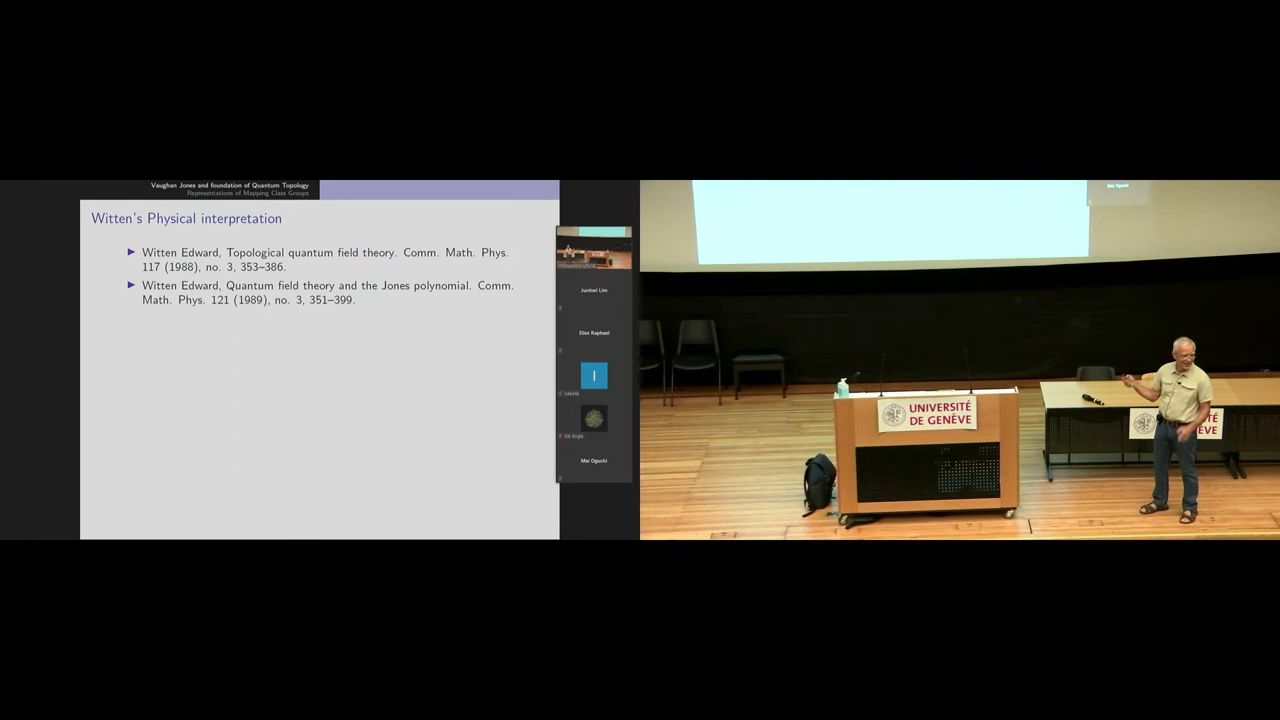 Vaughan Jones and foundation of Quantum Topology
Representations of Mapping Class Groups
Witten's Physical interpretation
Witten Edward, Topological quantum field theory. Comm. Math. Phys.
117 (1988), no. 3, 353–386.
Witten Edward, Quantum field theory and the Jones polynomial. Comm.
Math. Phys. 121 (1989), no. 3, 351–399.
Junhwi Lim
Elise Raphael
I
Isabella
Mai Oguchi
Mai Oguchi
UNIVERSITÉ
DE GENÈVE